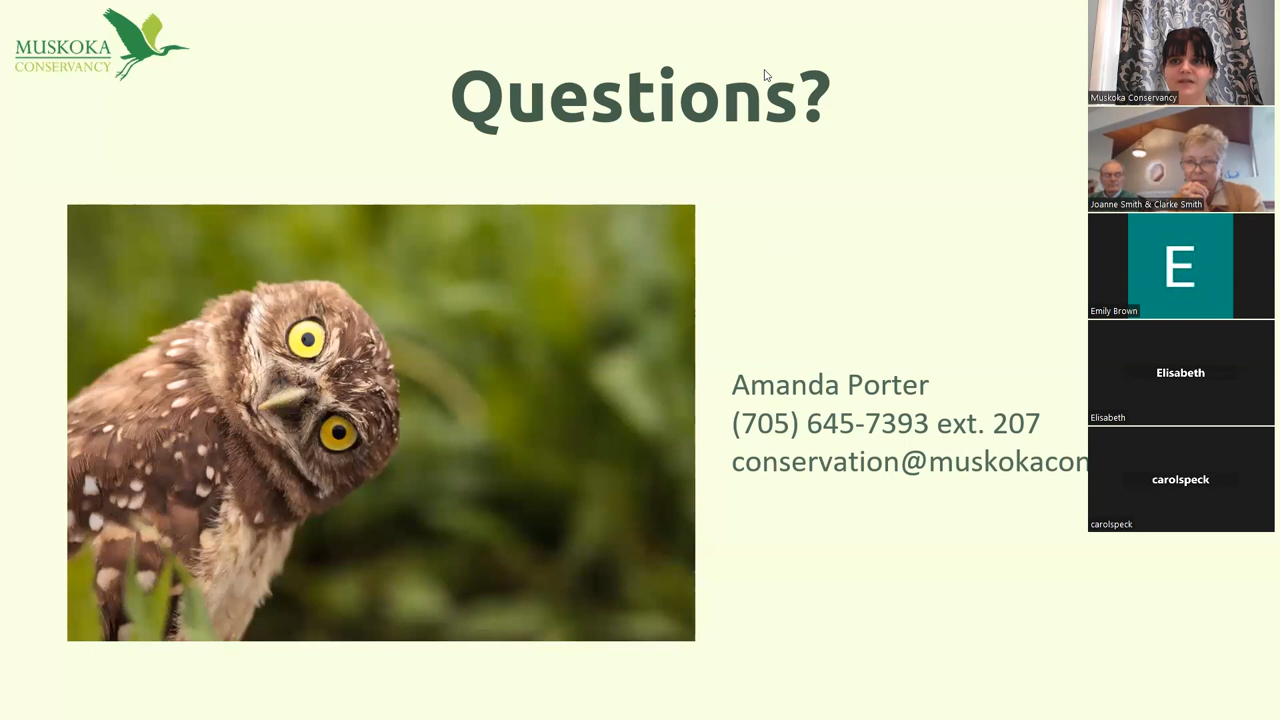 MUSKOKA
CONSERVANCY
Questions?
Amanda Porter
(705) 645-7393 ext. 207
conservation@muskokacon
Muskoka Conservancy
Joanne Smith & Clarke Smith
E
Emily Brown
Elisabeth
Elisabeth
carolspeck
carolspeck